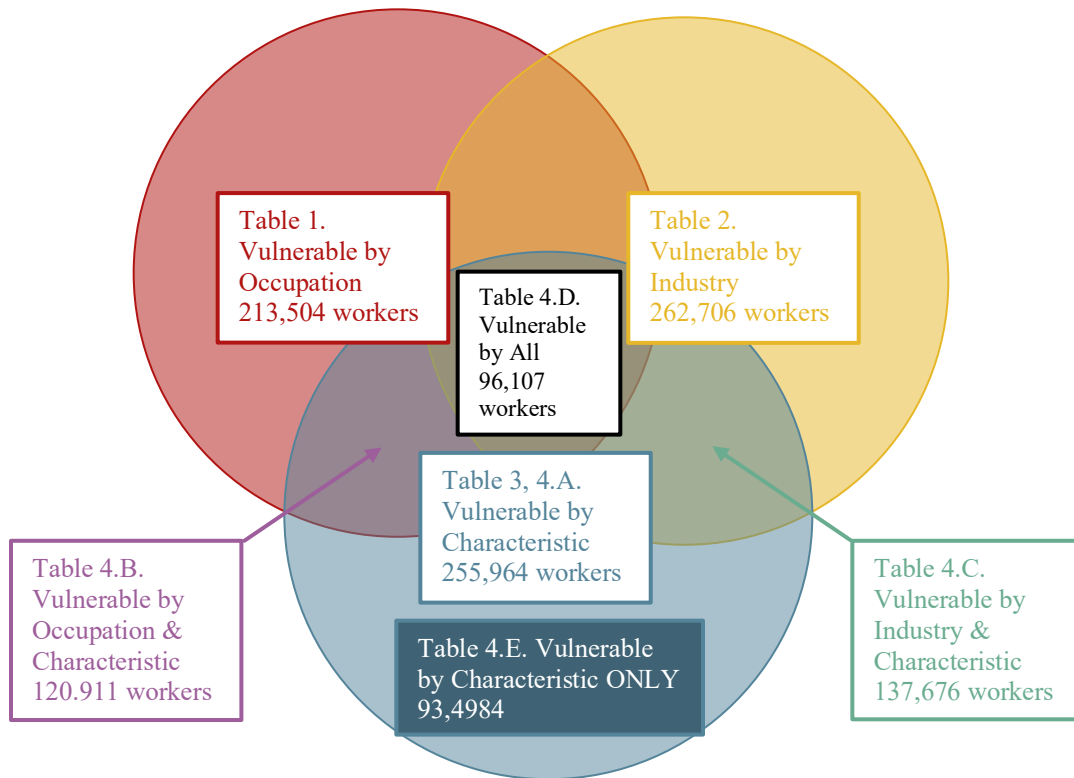 Table 1.
Vulnerable by
Occupation
213,504 workers
Table 2.
Vulnerable by
Industry
262,706 workers
Table 4.D.
Vulnerable
by All
96,107
workers
Table 3, 4.A.
Vulnerable by
Characteristic
255,964 workers
Table 4.B.
Vulnerable by
Occupation &
Characteristic
120.911 workers
Table 4.C.
Vulnerable by
Industry &
Characteristic
137,676 workers
Table 4.E. Vulnerable
by Characteristic ONLY
93,4984